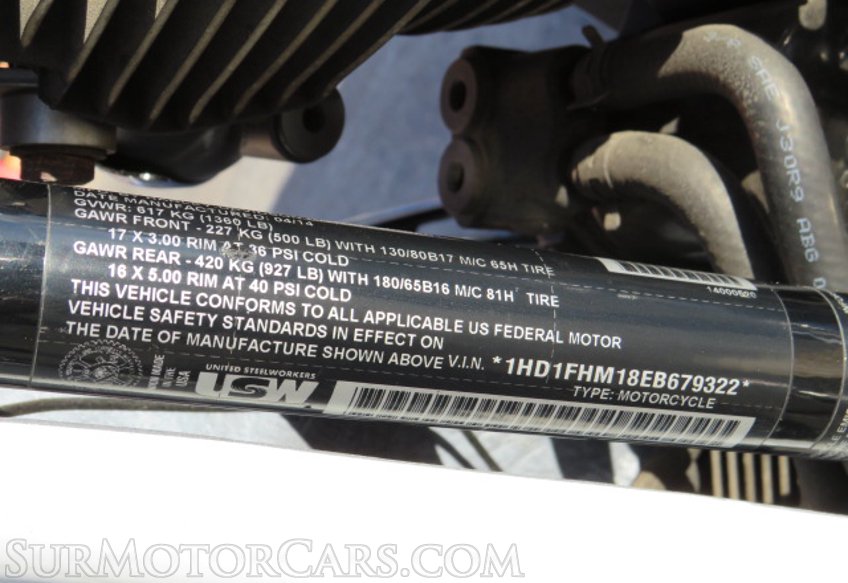 DATE MANUFACTURED: 04/14
GVWR: 617 KG (1360 LB)
GAWR FRONT - 227 KG (500 LB) WITH 130/80B17 M/C 65H TIRE
17 X 3.00 RIM AT 36 PSI COLD
GAWR REAR - 420 KG (927 LB) WITH 180/65B16 M/C 81H TIRE
16 X 5.00 RIM AT 40 PSI COLD
THIS VEHICLE CONFORMS TO ALL APPLICABLE US FEDERAL MOTOR
VEHICLE SAFETY STANDARDS IN EFFECT ON
THE DATE OF MANUFACTURE SHOWN ABOVE V.I.N. *1HD1FHM18EB679322*
TYPE: MOTORCYCLE
MADE
IN THE
USA
UNITED STEELWORKERS
USW
SAE J30R9
SurMotorCars.com